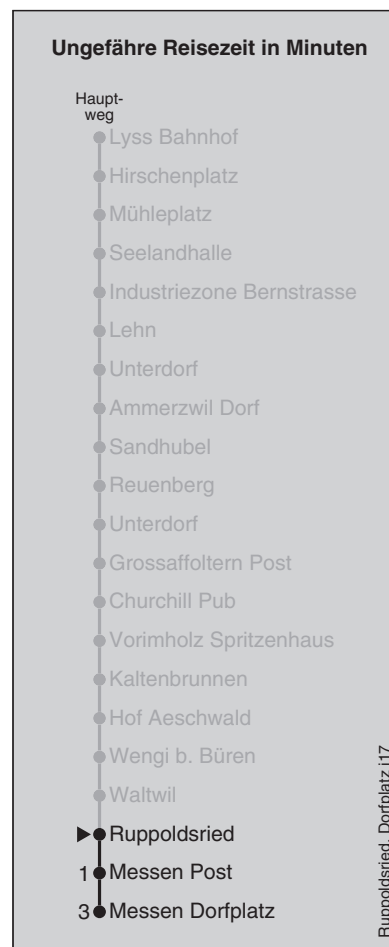 Ungefähre Reisezeit in Minuten
Haupt-
weg
Lyss Bahnhof
Hirschenplatz
Mühleplatz
Seelandhalle
Industriezone Bernstrasse
Lehn
Unterdorf
Ammerzwil Dorf
Sandhubel
Reuenberg
Unterdorf
Grossaffoltern Post
Churchill Pub
Vorimholz Spritzenhaus
Kaltenbrunnen
Hof Aeschwald
Wengi b. Büren
Waltwil
Ruppoldsried
1 Messen Post
3 Messen Dorfplatz
Ruppoldsried, Dorfplatz j17